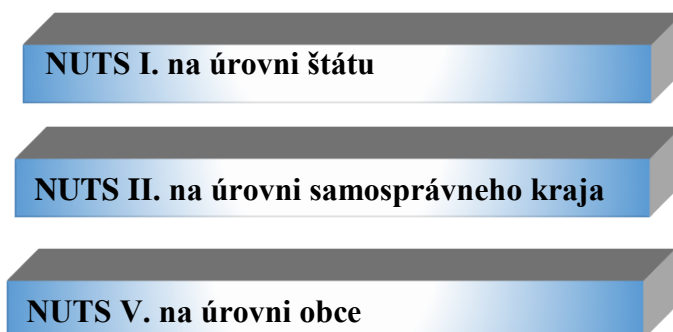 NUTS I. na úrovni štátu
NUTS II. na úrovni samosprávneho kraja
NUTS V. na úrovni obce